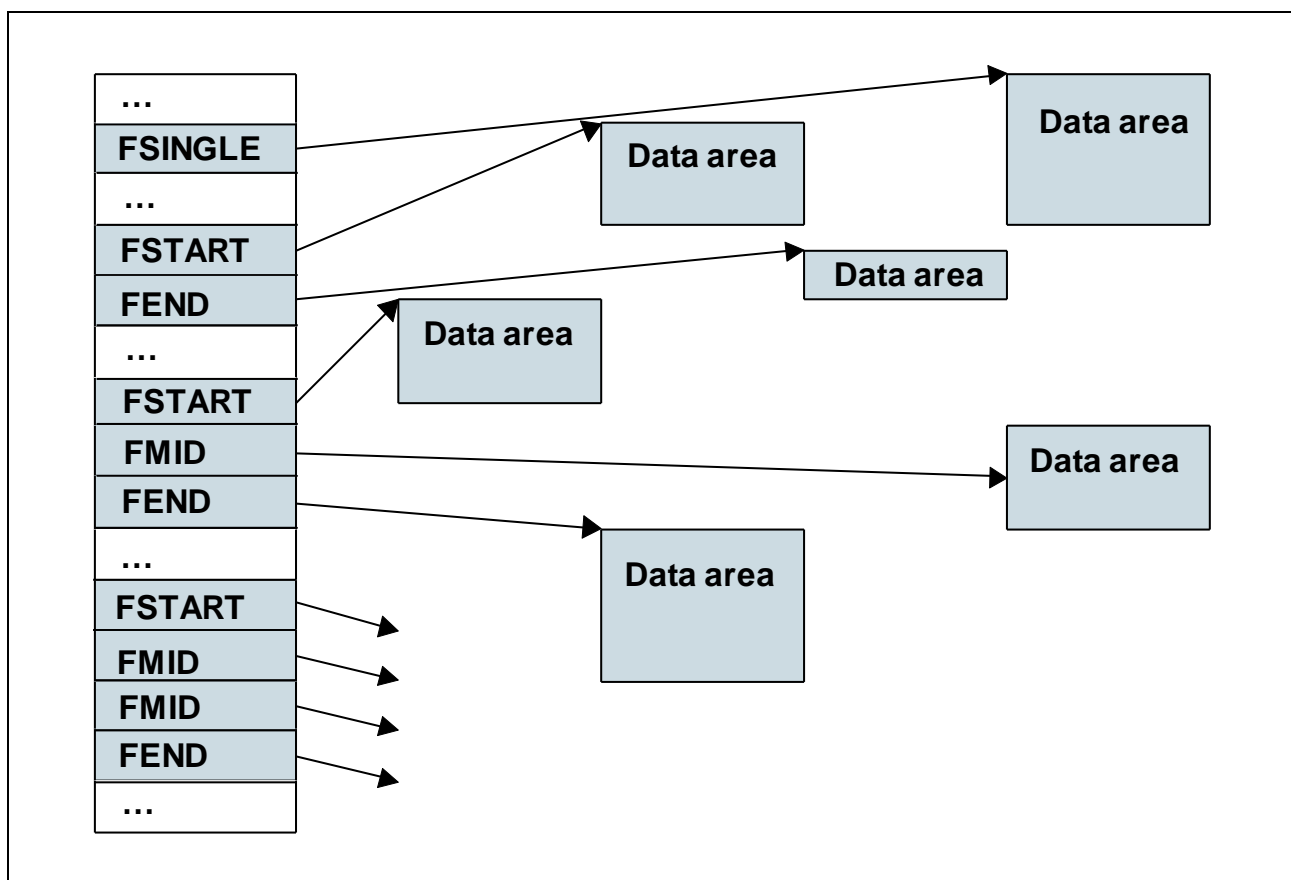 …
FSINGLE
…
FSTART
FEND
…
FSTART
FMID
FEND
…
FSTART
FMID
FMID
FEND
…
Data area
Data area
Data area
Data area
Data area
Data area